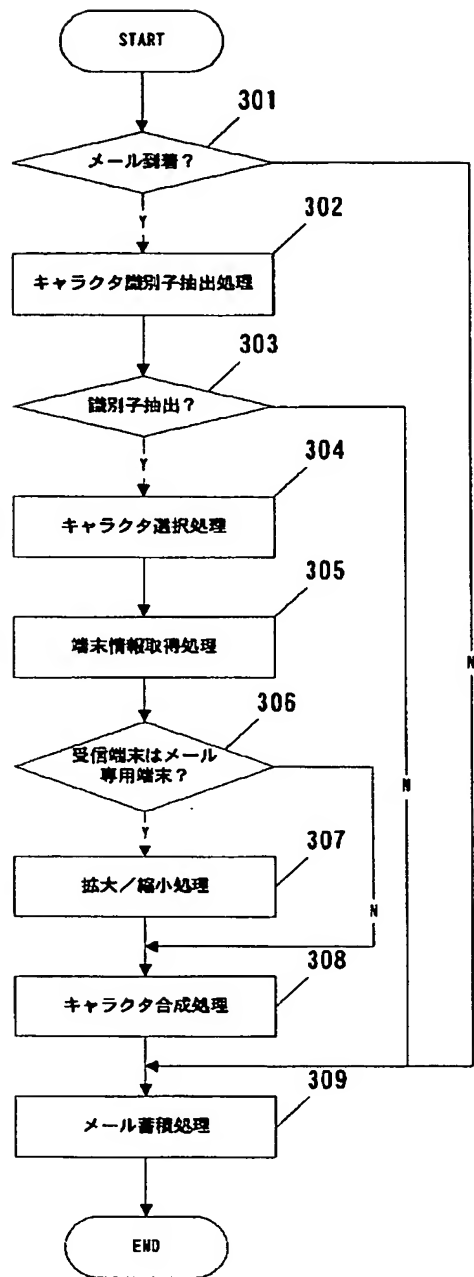 START
301
メール到着?
Y
302
キャラクタ識別子抽出処理
303
識別子抽出?
Y
304
キャラクタ選択処理
305
端末情報取得処理
N
306
受信端末はメール
専用端末?
N
Y
307
拡大/縮小処理
N
308
キャラクタ合成処理
309
メール蓄積処理
END